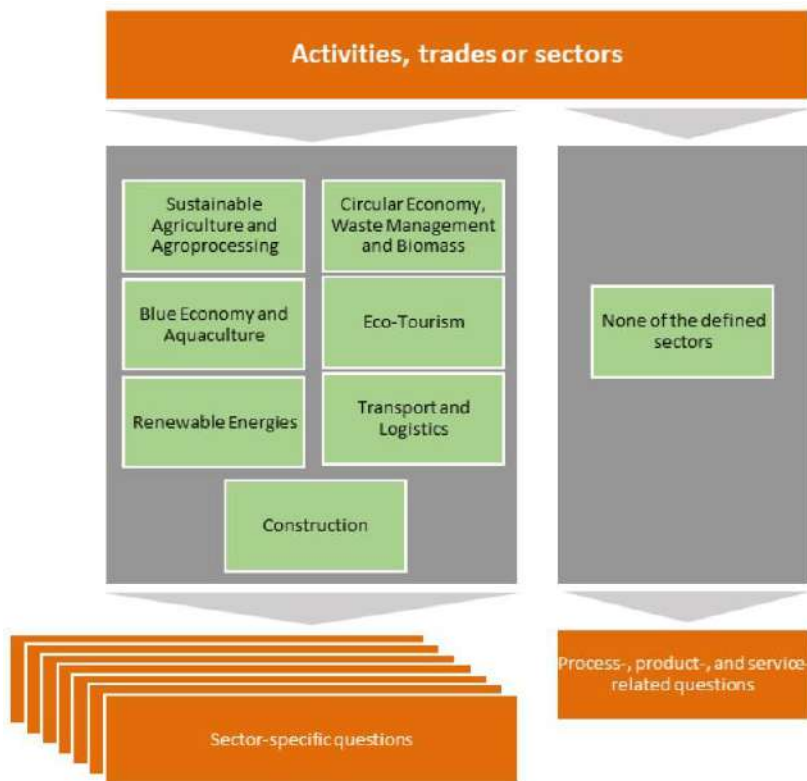 Activities, trades or sectors
Sustainable
Agriculture and
Agroprocessing
Circular Economy,
Waste Management
and Biomass
Blue Economy and
Aquaculture
Eco-Tourism
Renewable Energies
Transport and
Logistics
Construction
None of the defined
sectors
Sector-specific questions
Process-, product-, and service-
related questions